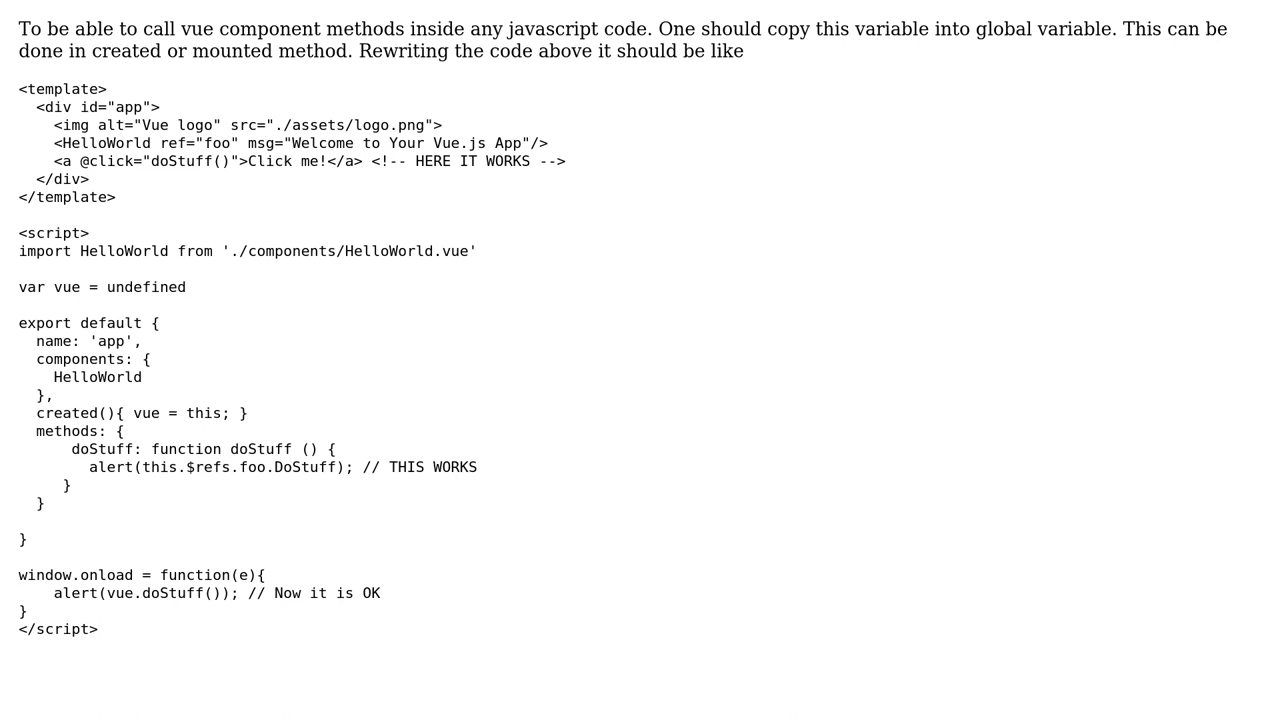 To be able to call vue component methods inside any javascript code. One should copy this variable into global variable. This can be
done in created or mounted method. Rewriting the code above it should be like
<template>
  <div id="app">
    <img alt="Vue logo" src="./assets/logo.png">
    <HelloWorld ref="foo" msg="Welcome to Your Vue.js App"/>
    <a @click="doStuff()">Click me!</a> <!-- HERE IT WORKS -->
  </div>
</template>

<script>
import HelloWorld from './components/HelloWorld.vue'

var vue = undefined

export default {
  name: 'app',
  components: {
    HelloWorld
  },
  created(){ vue = this; }
  methods: {
      doStuff: function doStuff () {
        alert(this.$refs.foo.DoStuff); // THIS WORKS
     }
  }

}

window.onload = function(e){
    alert(vue.doStuff()); // Now it is OK
}
</script>